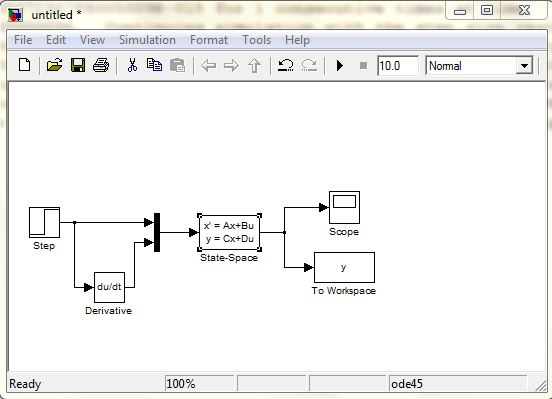 untitled *
File Edit View Simulation Format Tools Help
10.0 Normal
x' = Ax+Bu
y = Cx+Du
Step
State-Space
Scope
du/dt
Derivative
y
To Workspace
Ready 100% ode45